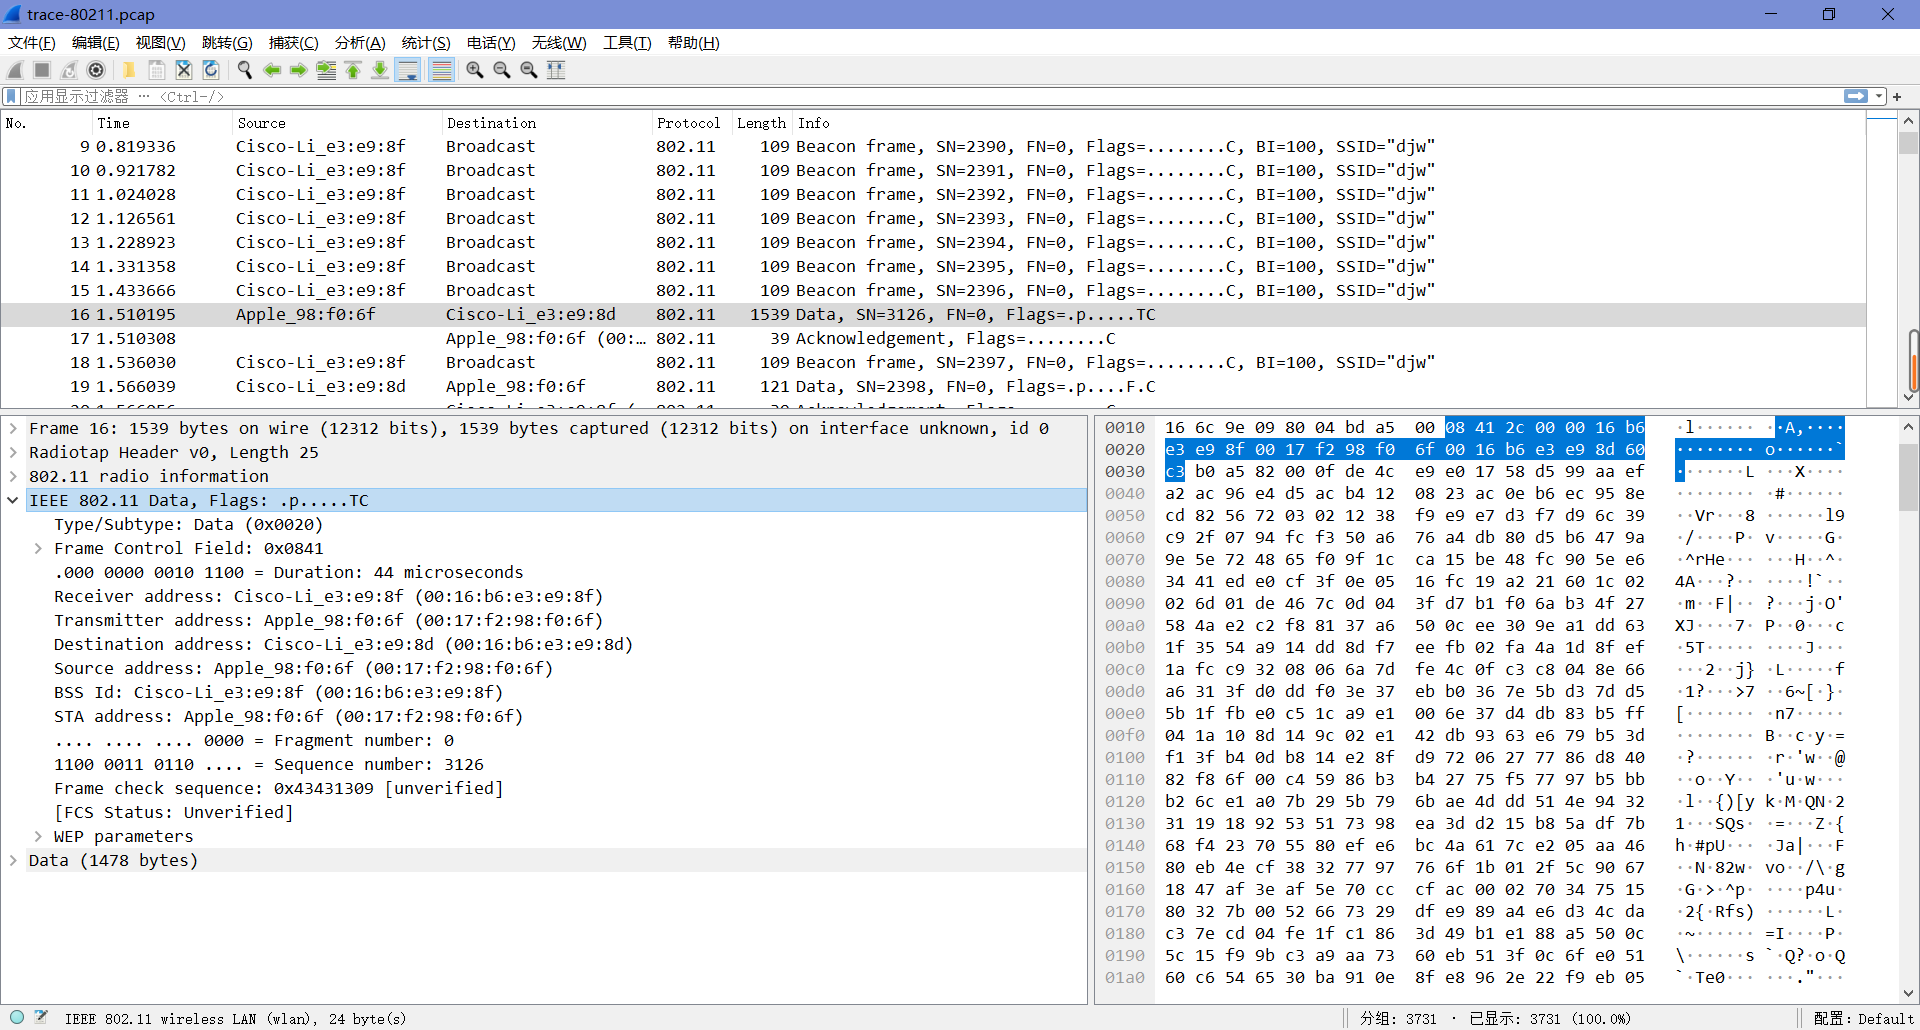 trace-80211.pcap
文件(F) 编辑(E) 视图(V) 跳转(G) 捕获(C) 分析(A) 统计(S) 电话(Y) 无线(W) 工具(T) 帮助(H)
应用显示过滤器 … <Ctrl-/>
No. Time Source Destination Protocol Length Info
9 0.819336 Cisco-Li_e3:e9:8f Broadcast 802.11 109 Beacon frame, SN=2390, FN=0, Flags=........C, BI=100, SSID="djw"
10 0.921782 Cisco-Li_e3:e9:8f Broadcast 802.11 109 Beacon frame, SN=2391, FN=0, Flags=........C, BI=100, SSID="djw"
11 1.024028 Cisco-Li_e3:e9:8f Broadcast 802.11 109 Beacon frame, SN=2392, FN=0, Flags=........C, BI=100, SSID="djw"
12 1.126561 Cisco-Li_e3:e9:8f Broadcast 802.11 109 Beacon frame, SN=2393, FN=0, Flags=........C, BI=100, SSID="djw"
13 1.228923 Cisco-Li_e3:e9:8f Broadcast 802.11 109 Beacon frame, SN=2394, FN=0, Flags=........C, BI=100, SSID="djw"
14 1.331358 Cisco-Li_e3:e9:8f Broadcast 802.11 109 Beacon frame, SN=2395, FN=0, Flags=........C, BI=100, SSID="djw"
15 1.433666 Cisco-Li_e3:e9:8f Broadcast 802.11 109 Beacon frame, SN=2396, FN=0, Flags=........C, BI=100, SSID="djw"
16 1.510195 Apple_98:f0:6f Cisco-Li_e3:e9:8d 802.11 1539 Data, SN=3126, FN=0, Flags=.p.....TC
17 1.510308 Apple_98:f0:6f (00:… 802.11 39 Acknowledgement, Flags=........C
18 1.536030 Cisco-Li_e3:e9:8f Broadcast 802.11 109 Beacon frame, SN=2397, FN=0, Flags=........C, BI=100, SSID="djw"
19 1.566039 Cisco-Li_e3:e9:8d Apple_98:f0:6f 802.11 121 Data, SN=2398, FN=0, Flags=.p....F.C
Frame 16: 1539 bytes on wire (12312 bits), 1539 bytes captured (12312 bits) on interface unknown, id 0
Radiotap Header v0, Length 25
802.11 radio information
IEEE 802.11 Data, Flags: .p.....TC
Type/Subtype: Data (0x0020)
Frame Control Field: 0x0841
.000 0000 0010 1100 = Duration: 44 microseconds
Receiver address: Cisco-Li_e3:e9:8f (00:16:b6:e3:e9:8f)
Transmitter address: Apple_98:f0:6f (00:17:f2:98:f0:6f)
Destination address: Cisco-Li_e3:e9:8d (00:16:b6:e3:e9:8d)
Source address: Apple_98:f0:6f (00:17:f2:98:f0:6f)
BSS Id: Cisco-Li_e3:e9:8f (00:16:b6:e3:e9:8f)
STA address: Apple_98:f0:6f (00:17:f2:98:f0:6f)
.... .... .... 0000 = Fragment number: 0
1100 0011 0110 .... = Sequence number: 3126
Frame check sequence: 0x43431309 [unverified]
[FCS Status: Unverified]
WEP parameters
Data (1478 bytes)
0010 16 6c 9e 09 80 04 bd a5 00 08 41 2c 00 00 16 b6 ·l·······A,····
0020 e3 e9 8f 00 17 f2 98 f0 6f 00 16 b6 e3 e9 8d 60 ········o······`
0030 c3 b0 a5 82 00 0f de 4c e9 e0 17 58 d5 99 aa ef ·······L···X····
0040 a2 ac 96 e4 d5 ac b4 12 08 23 ac 0e b6 ec 95 8e ·········#······
0050 cd 82 56 72 03 02 12 38 f9 e9 e7 d3 f7 d9 6c 39 ··Vr···8······l9
0060 c9 2f 07 94 fc f3 50 a6 76 a4 db 80 d5 b6 47 9a ·/····P·v·····G·
0070 9e 5e 72 48 65 f0 9f 1c ca 15 be 48 fc 90 5e e6 ·^rHe······H··^·
0080 34 41 ed e0 cf 3f 0e 05 16 fc 19 a2 21 60 1c 02 4A···?······!`··
0090 02 6d 01 de 46 7c 0d 04 3f d7 b1 f0 6a b3 4f 27 ·m··F|··?···j·O'
00a0 58 4a e2 c2 f8 81 37 a6 50 0c ee 30 9e a1 dd 63 XJ····7·P··0···c
00b0 1f 35 54 a9 14 dd 8d f7 ee fb 02 fa 4a 1d 8f ef ·5T·········J···
00c0 1a fc c9 32 08 06 6a 7d fe 4c 0f c3 c8 04 8e 66 ···2··j}·L·····f
00d0 a6 31 3f d0 dd f0 3e 37 eb b0 36 7e 5b d3 7d d5 ·1?···>7··6~[·}·
00e0 5b 1f fb e0 c5 1c a9 e1 00 6e 37 d4 db 83 b5 ff [········n7·····
00f0 04 1a 10 8d 14 9c 02 e1 42 db 93 63 e6 79 b5 3d ········B··c·y·=
0100 f1 3f b4 0d b8 14 e2 8f d9 72 06 27 77 86 d8 40 ·?·······r·'w··@
0110 82 f8 6f 00 c4 59 86 b3 b4 27 75 f5 77 97 b5 bb ··o··Y···'u·w···
0120 b2 6c e1 a0 7b 29 5b 79 6b ae 4d dd 51 4e 94 32 ·l··{)[yk·M·QN·2
0130 31 19 18 92 53 51 73 98 ea 3d d2 15 b8 5a df 7b 1···SQs··=···Z·{
0140 68 f4 23 70 55 80 ef e6 bc 4a 61 7c e2 05 aa 46 h·#pU····Ja|···F
0150 80 eb 4e cf 38 32 77 97 76 6f 1b 01 2f 5c 90 67 ··N·82w·vo··/\·g
0160 18 47 af 3e af 5e 70 cc cf ac 00 02 70 34 75 15 ·G·>·^p·····p4u·
0170 80 32 7b 00 52 66 73 29 df e9 89 a4 e6 d3 4c da ·2{·Rfs)······L·
0180 c3 7e cd 04 fe 1f c1 86 3d 49 b1 e1 88 a5 50 0c ·~······=I····P·
0190 5c 15 f9 9b c3 a9 aa 73 60 eb 51 3f 0c 6f e0 51 \······s`·Q?·o·Q
01a0 60 c6 54 65 30 ba 91 0e 8f e8 96 2e 22 f9 eb 05 `·Te0······."···
IEEE 802.11 wireless LAN (wlan), 24 byte(s) 分组: 3731 · 已显示: 3731 (100.0%) 配置: Default